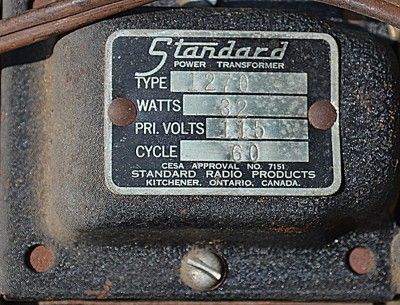 Standard
POWER TRANSFORMER
TYPE 1270
WATTS 32
PRI. VOLTS 115
CYCLE 60
CESA APPROVAL NO. 7151
STANDARD RADIO PRODUCTS
KITCHENER, ONTARIO, CANADA.